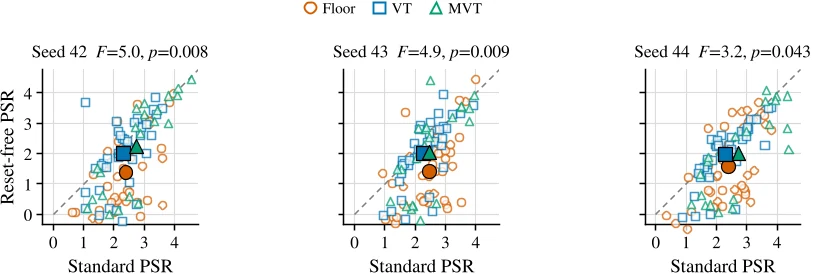 Floor VT MVT
Seed 42 F=5.0, p=0.008
Seed 43 F=4.9, p=0.009
Seed 44 F=3.2, p=0.043
Reset-free PSR
4
3
2
1
0
0 1 2 3 4
0 1 2 3 4
0 1 2 3 4
Standard PSR
Standard PSR
Standard PSR